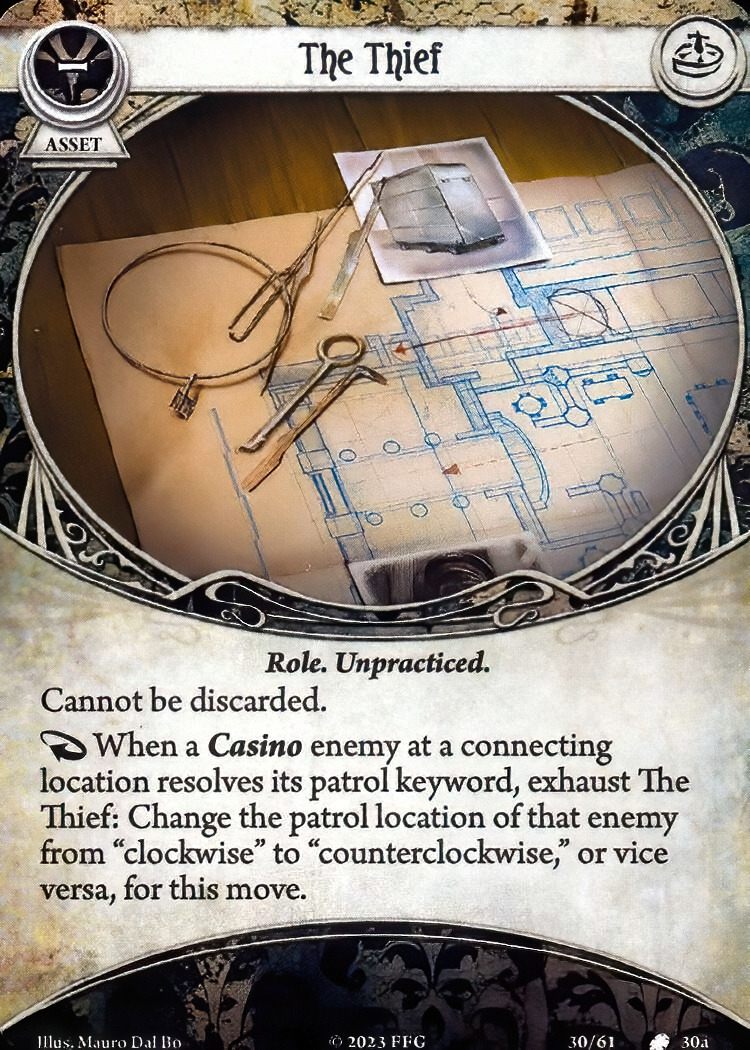 The Thief
ASSET
Role. Unpracticed.
Cannot be discarded.
When a Casino enemy at a connecting
location resolves its patrol keyword, exhaust The
Thief: Change the patrol location of that enemy
from “clockwise” to “counterclockwise,” or vice
versa, for this move.
Illus. Mauro Dal Bo © 2023 FFG 30/61 30a